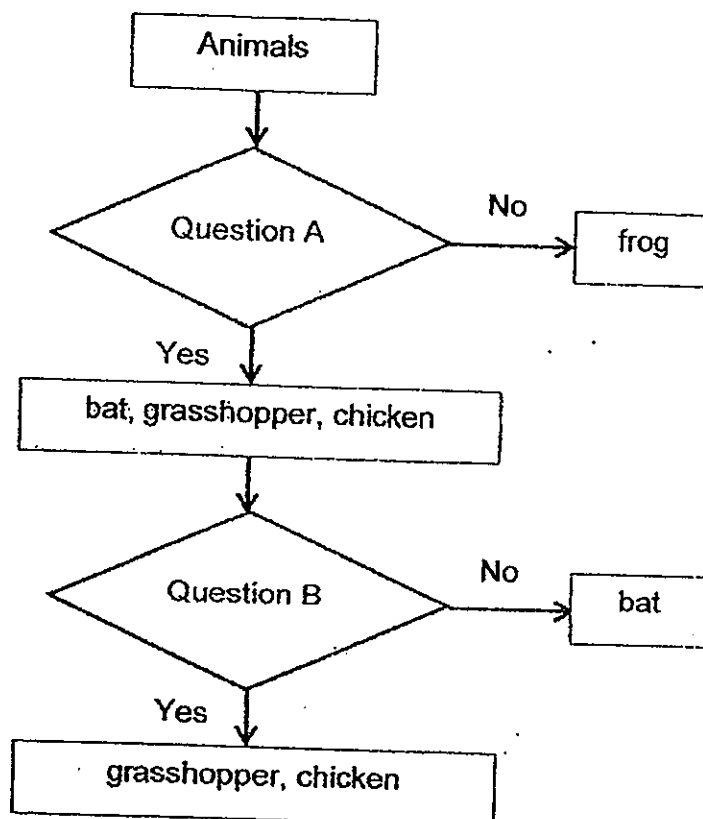 Animals
Question A
No
frog
Yes
bat, grasshopper, chicken
Question B
No
bat
Yes
grasshopper, chicken